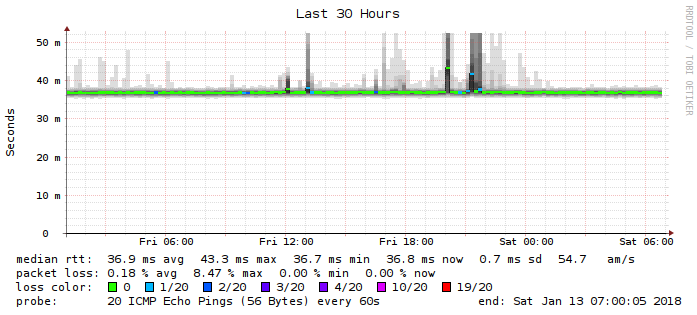 Last 30 Hours
RRDTOOL / TOBI OETIKER
Seconds
50 m
40 m
30 m
20 m
10 m
0
Fri 06:00 Fri 12:00 Fri 18:00 Sat 00:00 Sat 06:00
median rtt: 36.9 ms avg 43.3 ms max 36.7 ms min 36.8 ms now 0.7 ms sd 54.7 am/s
packet loss: 0.18 % avg 8.47 % max 0.00 % min 0.00 % now
loss color: 0 1/20 2/20 3/20 4/20 10/20 19/20
probe: 20 ICMP Echo Pings (56 Bytes) every 60s end: Sat Jan 13 07:00:05 2018